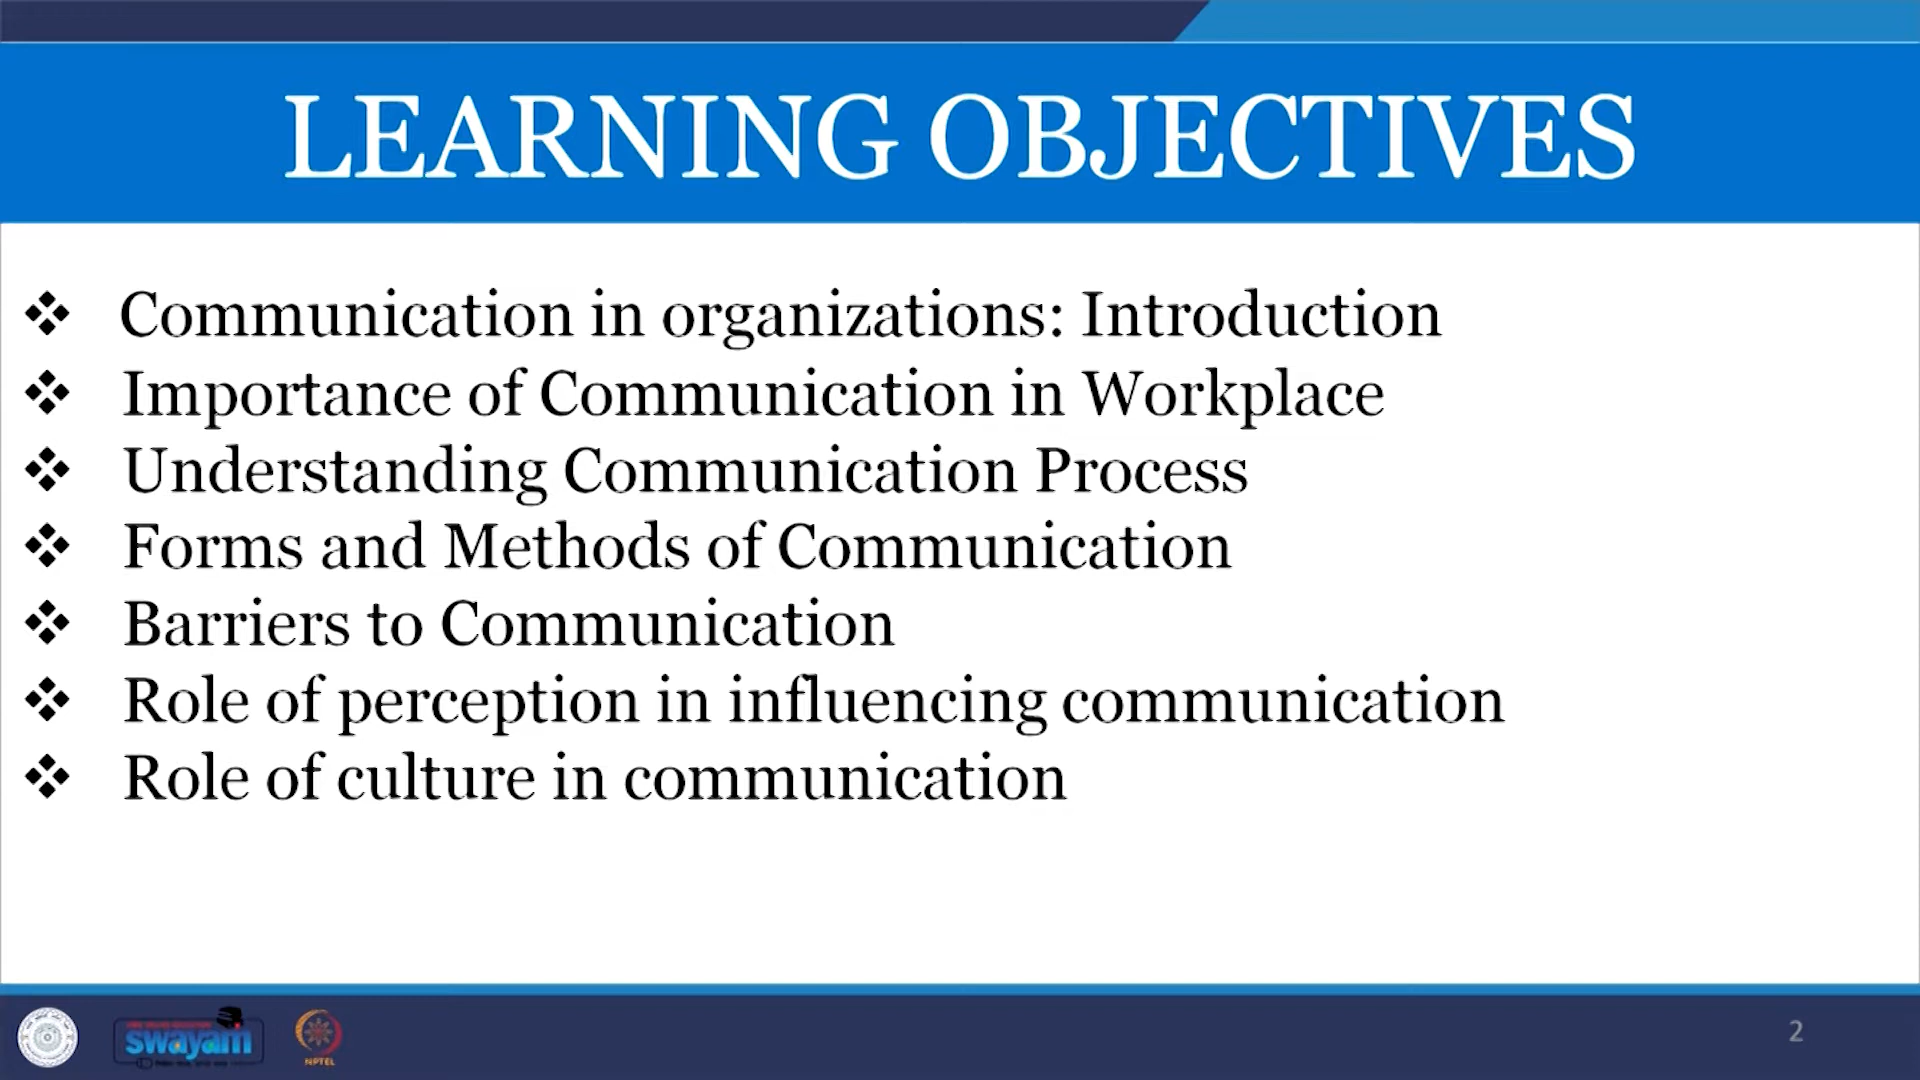 LEARNING OBJECTIVES
❖ Communication in organizations: Introduction
❖ Importance of Communication in Workplace
❖ Understanding Communication Process
❖ Forms and Methods of Communication
❖ Barriers to Communication
❖ Role of perception in influencing communication
❖ Role of culture in communication
swayam
NPTEL
2